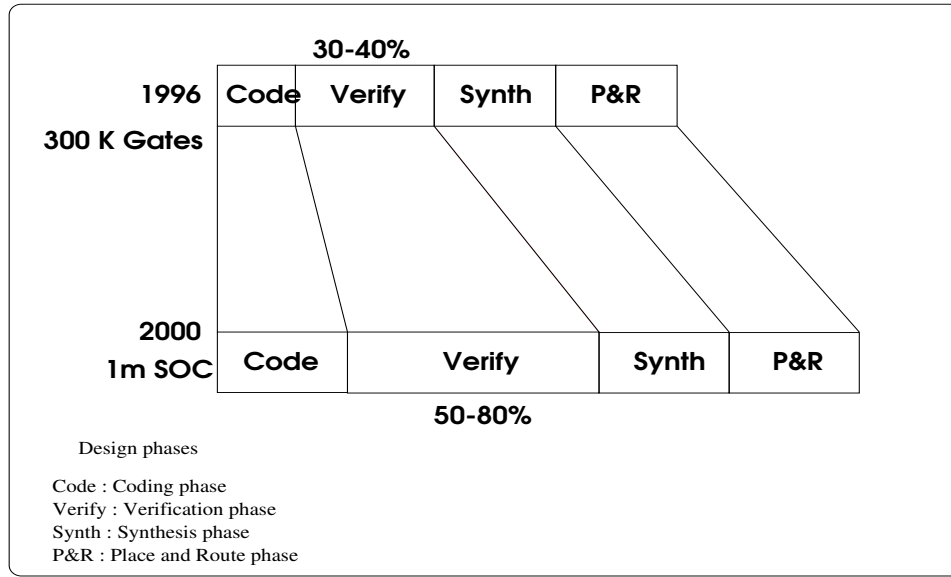 30-40%
1996 Code Verify Synth P&R
300 K Gates
2000
1m SOC Code Verify Synth P&R
50-80%
Design phases
Code : Coding phase
Verify : Verification phase
Synth : Synthesis phase
P&R : Place and Route phase